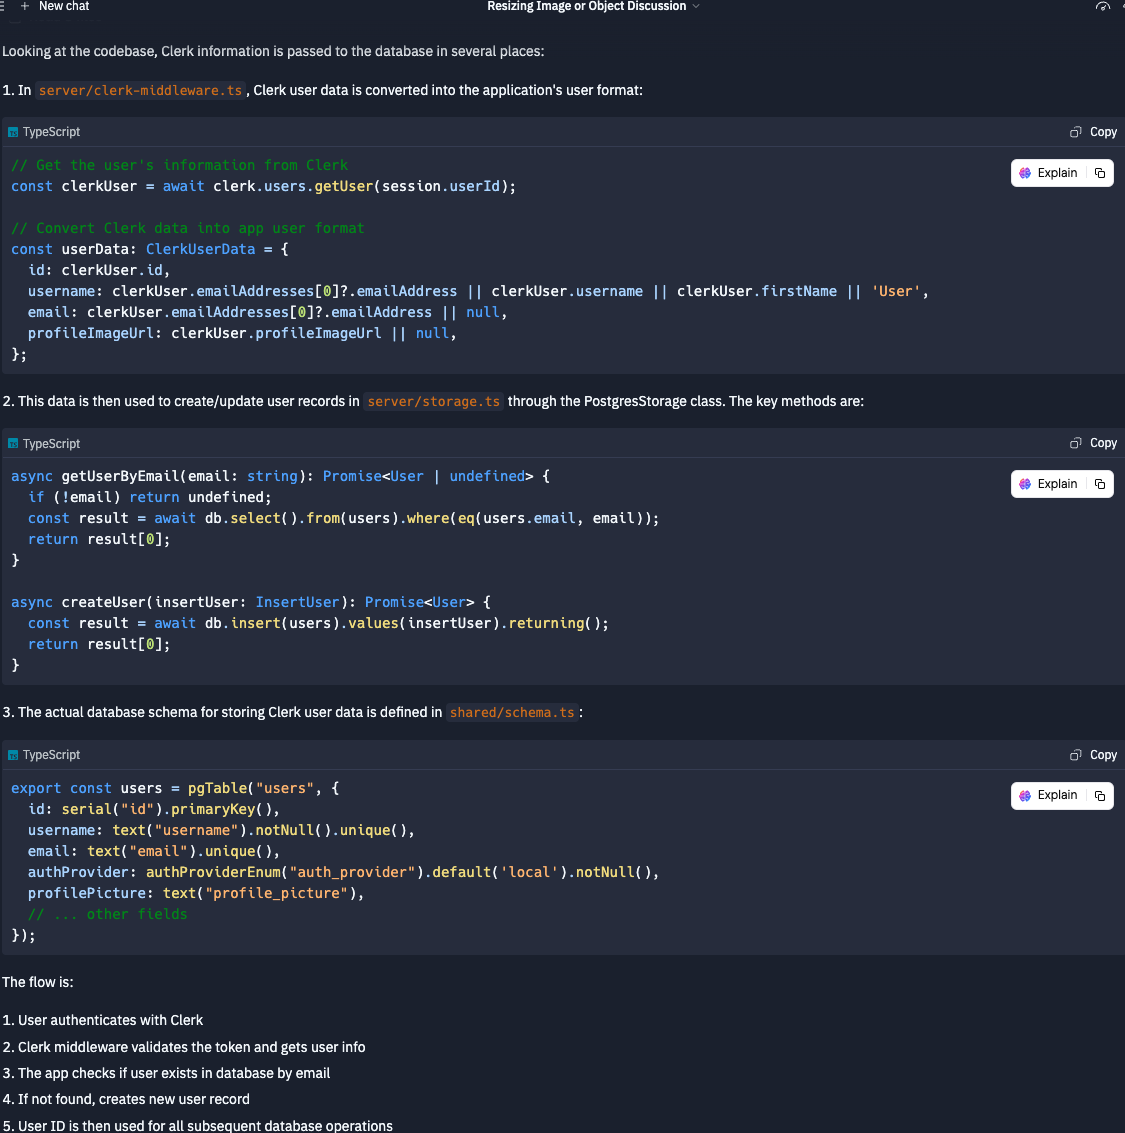 + New chat
Resizing Image or Object Discussion
Looking at the codebase, Clerk information is passed to the database in several places:
1. In server/clerk-middleware.ts, Clerk user data is converted into the application's user format:
TypeScript
Copy
// Get the user's information from Clerk
Explain
const clerkUser = await clerk.users.getUser(session.userId);
// Convert Clerk data into app user format
const userData: ClerkUserData = {
  id: clerkUser.id,
  username: clerkUser.emailAddresses[0]?.emailAddress || clerkUser.username || clerkUser.firstName || 'User',
  email: clerkUser.emailAddresses[0]?.emailAddress || null,
  profileImageUrl: clerkUser.profileImageUrl || null,
};
2. This data is then used to create/update user records in server/storage.ts through the PostgresStorage class. The key methods are:
TypeScript
Copy
async getUserByEmail(email: string): Promise<User | undefined> {
Explain
  if (!email) return undefined;
  const result = await db.select().from(users).where(eq(users.email, email));
  return result[0];
}
async createUser(insertUser: InsertUser): Promise<User> {
  const result = await db.insert(users).values(insertUser).returning();
  return result[0];
}
3. The actual database schema for storing Clerk user data is defined in shared/schema.ts:
TypeScript
Copy
export const users = pgTable("users", {
Explain
  id: serial("id").primaryKey(),
  username: text("username").notNull().unique(),
  email: text("email").unique(),
  authProvider: authProviderEnum("auth_provider").default('local').notNull(),
  profilePicture: text("profile_picture"),
  // ... other fields
});
The flow is:
1. User authenticates with Clerk
2. Clerk middleware validates the token and gets user info
3. The app checks if user exists in database by email
4. If not found, creates new user record
5. User ID is then used for all subsequent database operations